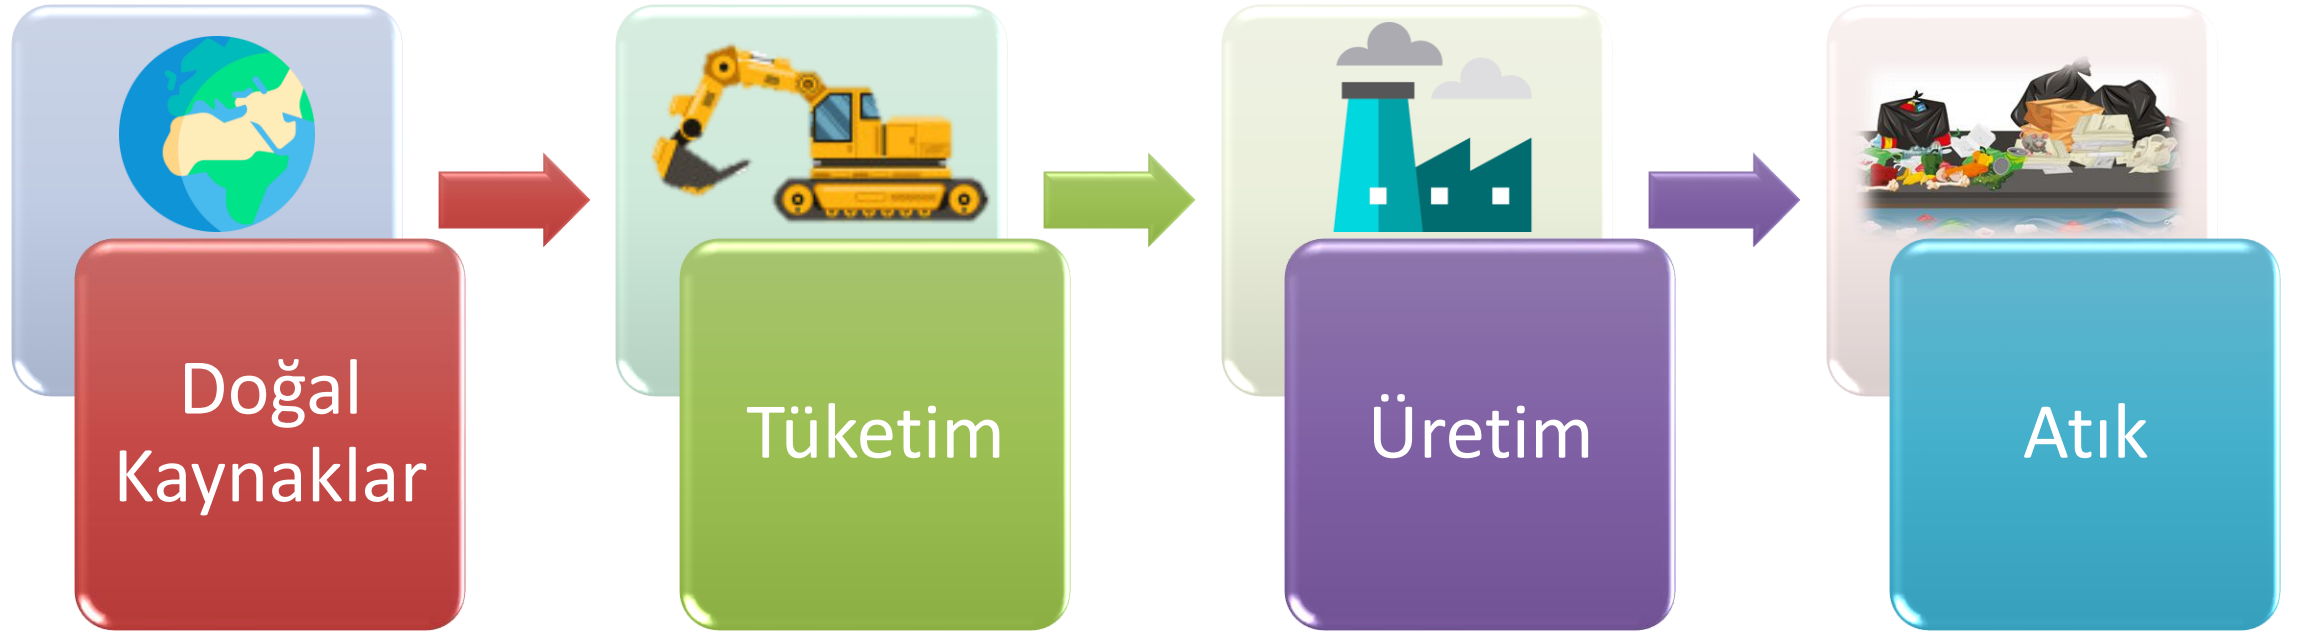 Doğal
Kaynaklar
Tüketim
Üretim
Atık